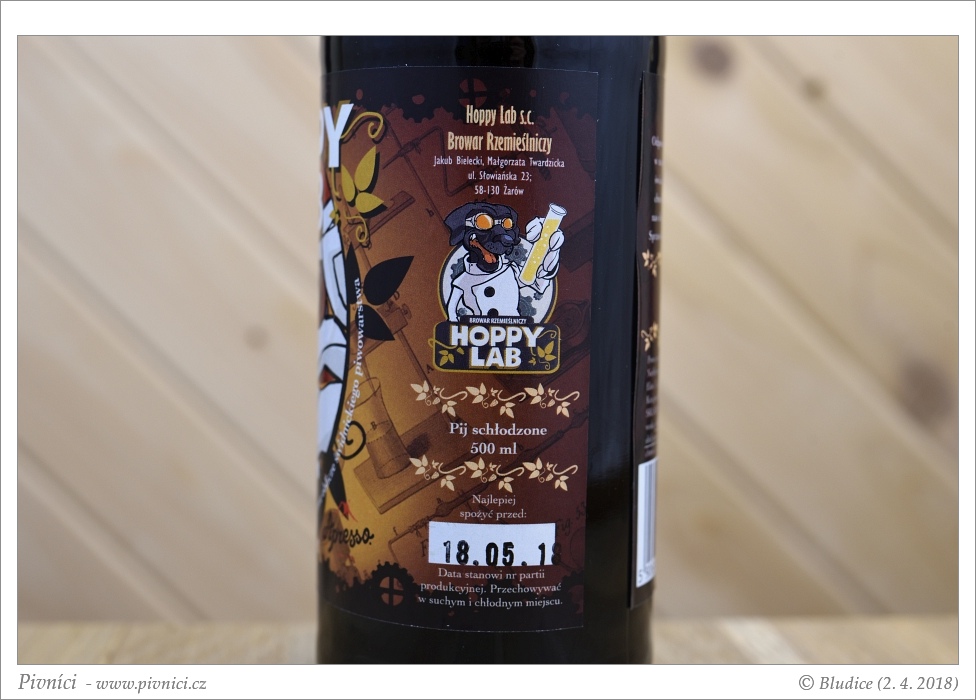 PY
piwowarstwa
Hoppy Lab s.c.
Browar Rzemieślniczy
Jakub Bielecki, Małgorzata Twardzicka
ul. Słowiańska 23;
58-130 Żarów
BROWAR RZEMIEŚLNICZY
HOPPY
LAB
Pij schłodzone
500 ml
Najlepiej
spożyć przed:
18.05.18
Data stanowi nr partii
produkcyjnej. Przechowywać
w suchym i chłodnym miejscu.
Pivníci - www.pivnici.cz
© Bludice (2. 4. 2018)